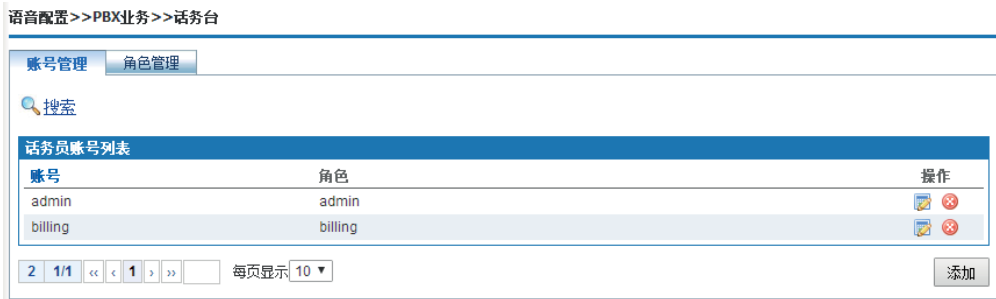 语音配置>>PBX业务>>话务台
账号管理 角色管理
搜索
话务员账号列表
账号 角色 操作
admin admin
billing billing
2 1/1 ‹‹ ‹ 1 › ›› 每页显示 10 ▼ 添加